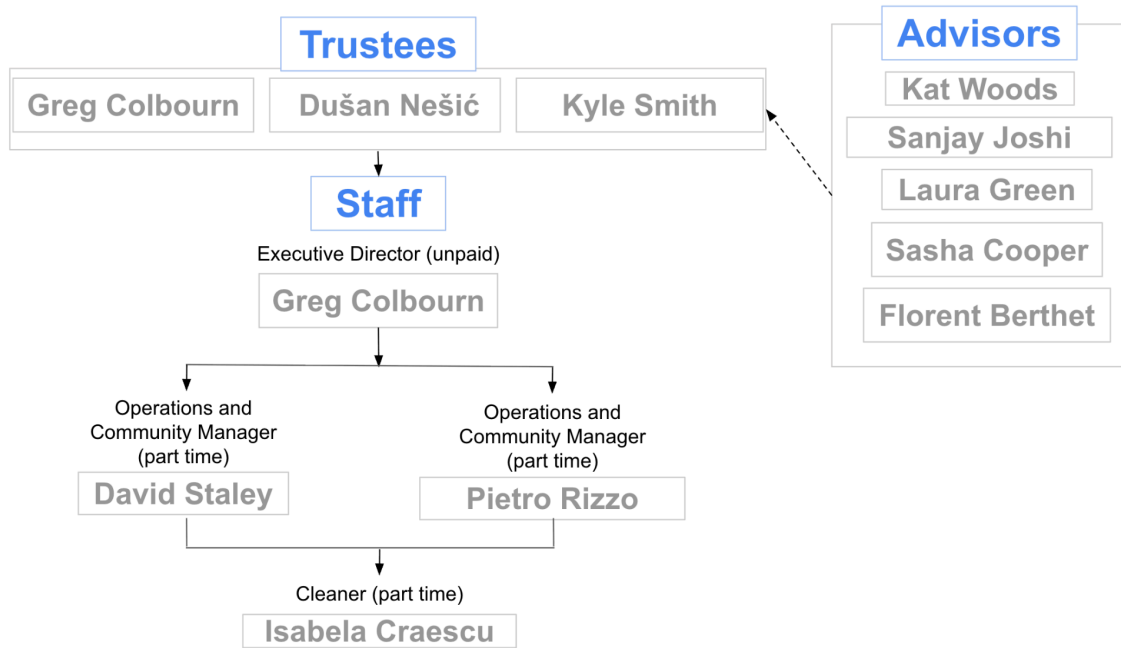 Trustees
Greg Colbourn
Dušan Nešić
Kyle Smith
Advisors
Kat Woods
Sanjay Joshi
Laura Green
Sasha Cooper
Florent Berthet
Staff
Executive Director (unpaid)
Greg Colbourn
Operations and
Community Manager
(part time)
David Staley
Operations and
Community Manager
(part time)
Pietro Rizzo
Cleaner (part time)
Isabela Craescu